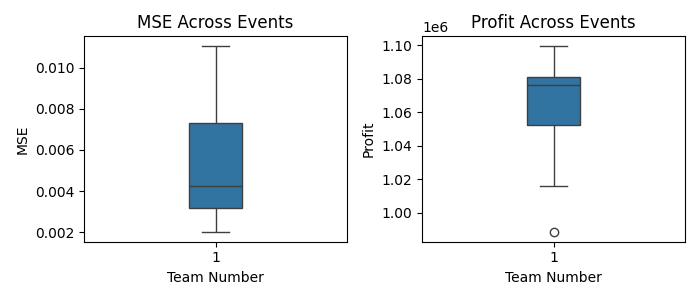 MSE Across Events
MSE
0.010
0.008
0.006
0.004
0.002
1
Team Number
Profit Across Events
1e6
Profit
1.10
1.08
1.06
1.04
1.02
1.00
1
Team Number